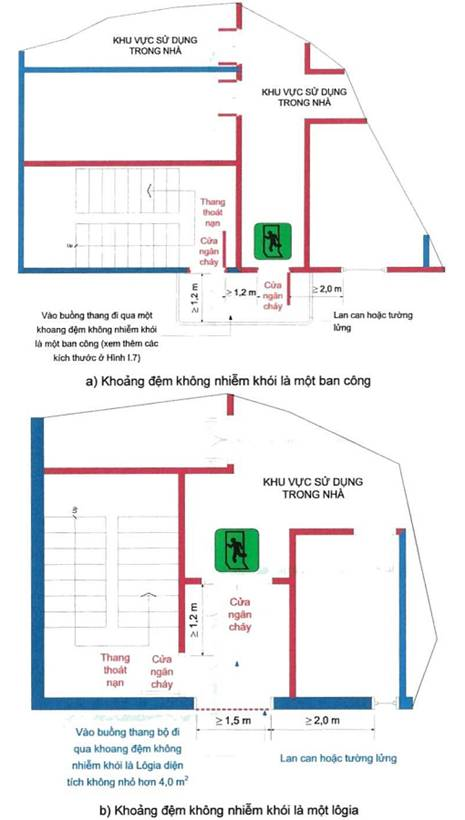 KHU VỰC SỬ DỤNG
TRONG NHÀ
KHU VỰC SỬ DỤNG
TRONG NHÀ
Thang
thoát
nạn
Cửa
ngăn
cháy
≥ 1,2 m
≥ 1,2 m
Cửa
ngăn
cháy
≥ 2,0 m
Vào buồng thang đi qua một
khoang đệm không nhiễm khói
là một ban công (xem thêm các
kích thước ở Hình I.7)
Lan can hoặc tường
lửng
a) Khoảng đệm không nhiễm khói là một ban công
KHU VỰC SỬ DỤNG
TRONG NHÀ
≥ 1,2 m
Cửa
ngăn
cháy
Thang
thoát
nạn
Cửa
ngăn
cháy
≥ 1,5 m
≥ 2,0 m
Vào buồng thang bộ đi
qua khoang đệm không
nhiễm khói là Lôgia diện
tích không nhỏ hơn 4,0 m²
Lan can hoặc tường lửng
b) Khoảng đệm không nhiễm khói là một lôgia